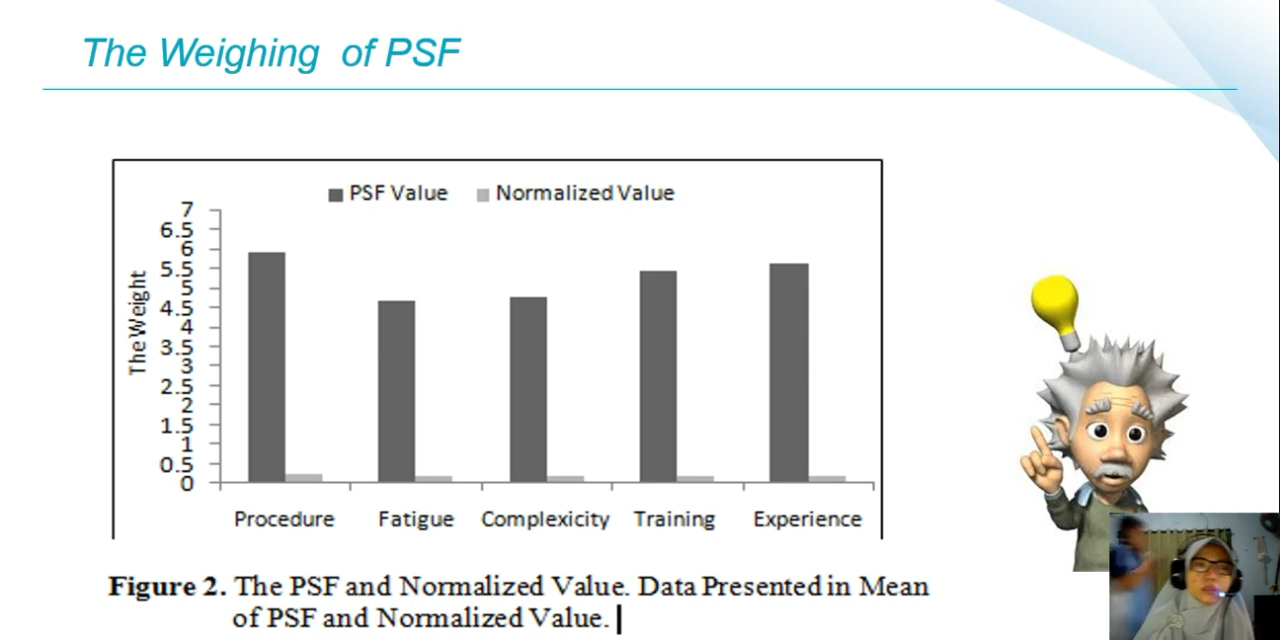 The Weighing of PSF
PSF Value Normalized Value
The Weight
7
6.5
6
5.5
5
4.5
4
3.5
3
2.5
2
1.5
1
0.5
0
Procedure Fatigue Complexicity Training Experience
Figure 2. The PSF and Normalized Value. Data Presented in Mean
of PSF and Normalized Value.